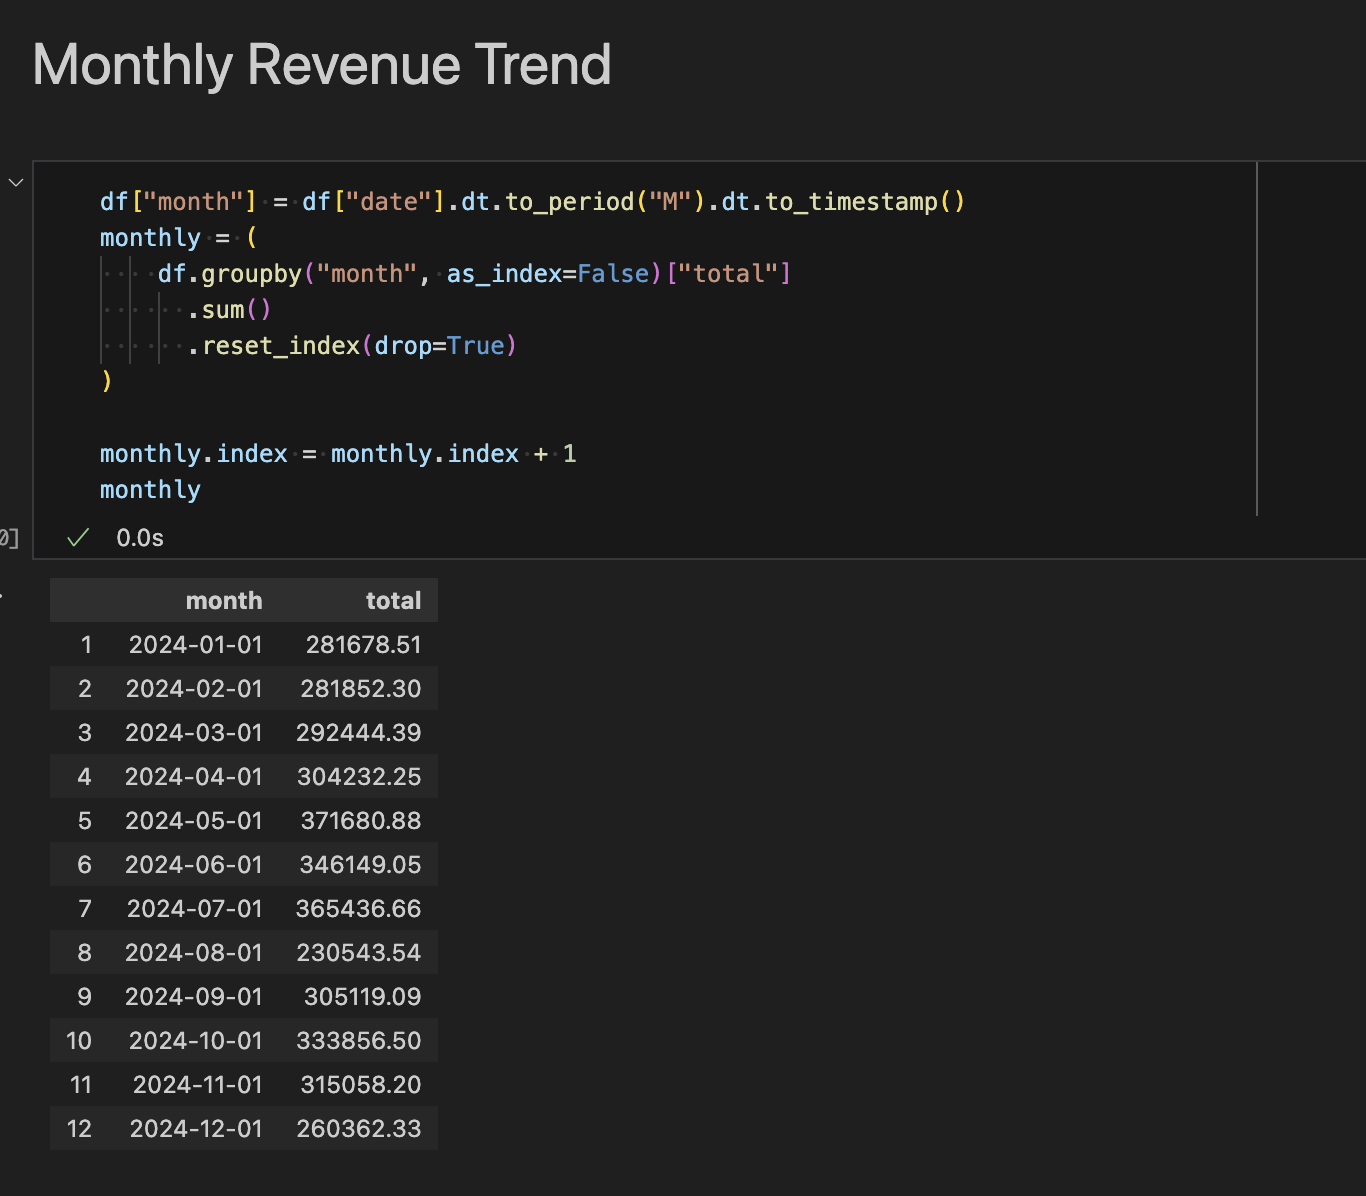 Monthly Revenue Trend
df["month"] = df["date"].dt.to_period("M").dt.to_timestamp()
monthly = (
    df.groupby("month", as_index=False)["total"]
      .sum()
      .reset_index(drop=True)
)
monthly.index = monthly.index + 1
monthly
0] ✓ 0.0s
month total
1 2024-01-01 281678.51
2 2024-02-01 281852.30
3 2024-03-01 292444.39
4 2024-04-01 304232.25
5 2024-05-01 371680.88
6 2024-06-01 346149.05
7 2024-07-01 365436.66
8 2024-08-01 230543.54
9 2024-09-01 305119.09
10 2024-10-01 333856.50
11 2024-11-01 315058.20
12 2024-12-01 260362.33